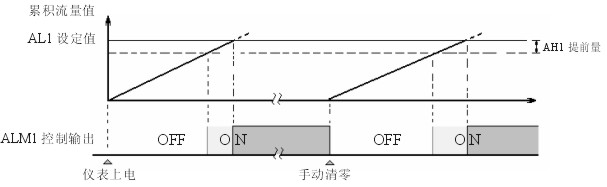 累积流量值
AL1 设定值
AH1 提前量
ALM1 控制输出
OFF
ON
OFF
ON
仪表上电
手动清零